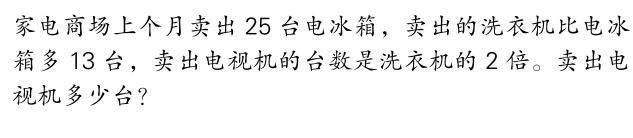 家电商场上个月卖出 25 台电冰箱，卖出的洗衣机比电冰
箱多 13 台，卖出电视机的台数是洗衣机的 2 倍。卖出电
视机多少台？